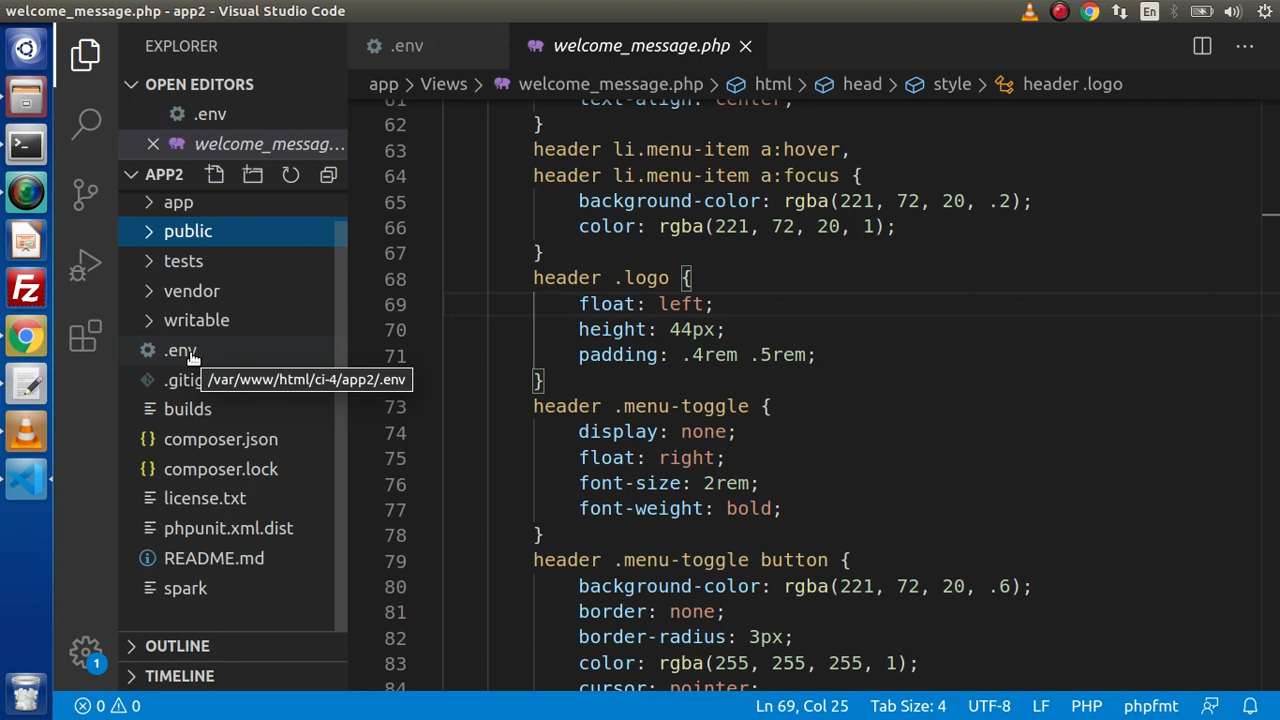 welcome_message.php - app2 - Visual Studio Code
En
EXPLORER
.env
welcome_message.php
OPEN EDITORS
app > Views > welcome_message.php > html > head > style > header .logo
.env
welcome_messag...
APP2
app
public
tests
vendor
writable
.env
/var/www/html/ci-4/app2/.env
builds
composer.json
composer.lock
license.txt
phpunit.xml.dist
README.md
spark
OUTLINE
TIMELINE
1
62 }
63 header li.menu-item a:hover,
64 header li.menu-item a:focus {
65 background-color: rgba(221, 72, 20, .2);
66 color: rgba(221, 72, 20, 1);
67 }
68 header .logo {
69 float: left;
70 height: 44px;
71 padding: .4rem .5rem;
}
73 header .menu-toggle {
74 display: none;
75 float: right;
76 font-size: 2rem;
77 font-weight: bold;
78 }
79 header .menu-toggle button {
80 background-color: rgba(221, 72, 20, .6);
81 border: none;
82 border-radius: 3px;
83 color: rgba(255, 255, 255, 1);
84 cursor: pointer;
0 0 Ln 69, Col 25 Tab Size: 4 UTF-8 LF PHP phpfmt